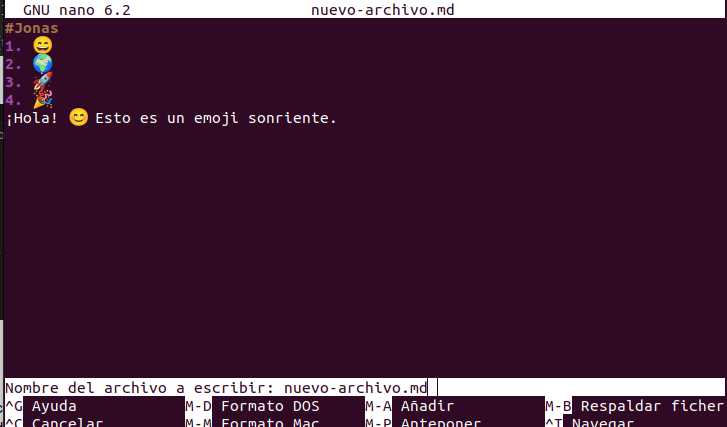 GNU nano 6.2 nuevo-archivo.md
#Jonas
1. 😄
2. 🌍
3. 🚀
4. 🎉
¡Hola! 😊 Esto es un emoji sonriente.
Nombre del archivo a escribir: nuevo-archivo.md
^G Ayuda M-D Formato DOS M-A Añadir M-B Respaldar ficher
^C Cancelar M-M Formato Mac M-P Anteponer ^T Navegar